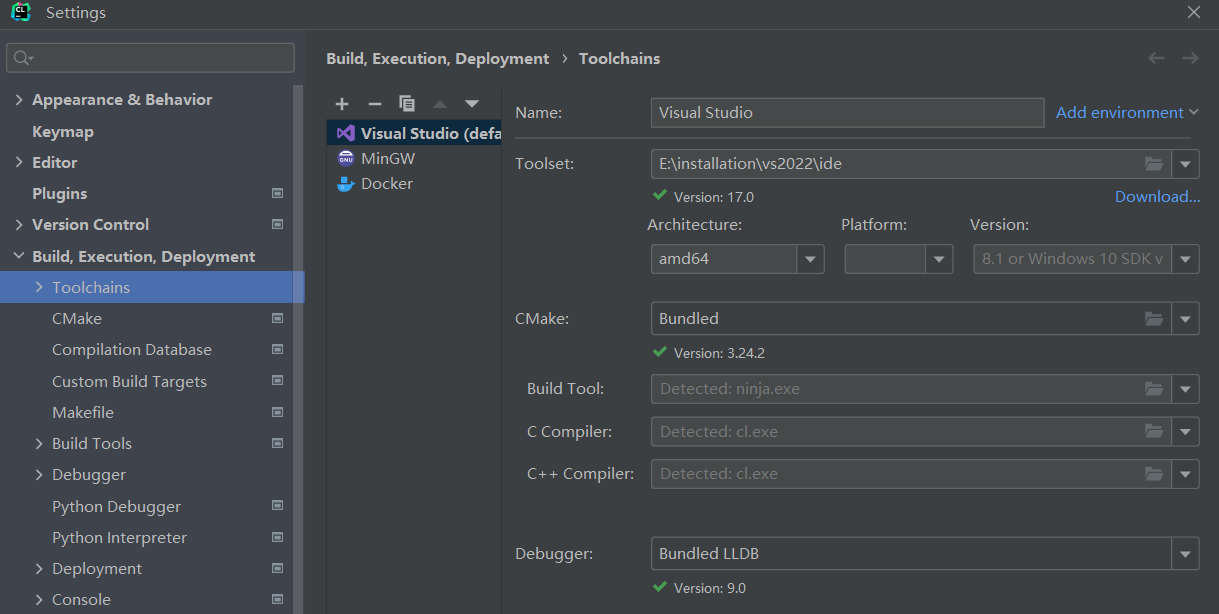 CL
Settings
Appearance & Behavior
Keymap
Editor
Plugins
Version Control
Build, Execution, Deployment
Toolchains
CMake
Compilation Database
Custom Build Targets
Makefile
Build Tools
Debugger
Python Debugger
Python Interpreter
Deployment
Console
Build, Execution, Deployment › Toolchains
Visual Studio (defa
GNU MinGW
Docker
Name: Visual Studio Add environment
Toolset: E:\installation\vs2022\ide
Version: 17.0 Download...
Architecture: Platform: Version:
amd64 8.1 or Windows 10 SDK v
CMake: Bundled
Version: 3.24.2
Build Tool: Detected: ninja.exe
C Compiler: Detected: cl.exe
C++ Compiler: Detected: cl.exe
Debugger: Bundled LLDB
Version: 9.0